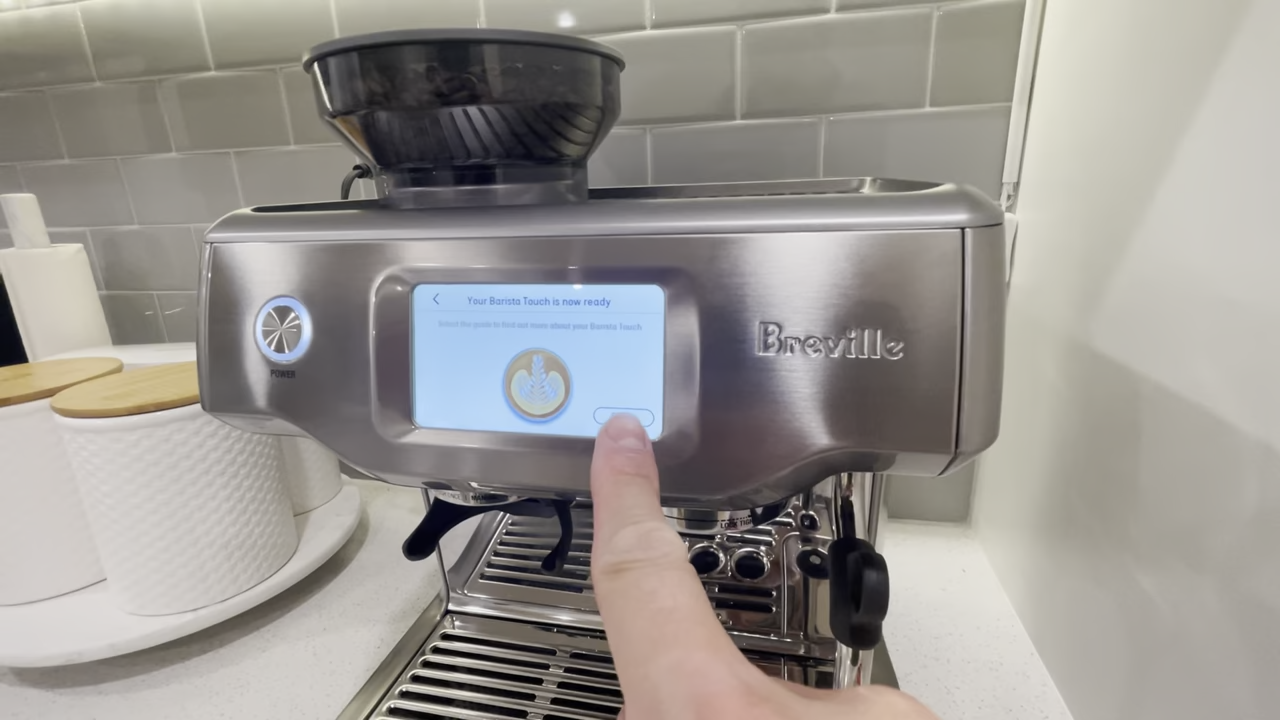 Your Barista Touch is now ready
Select the guide to find out more about your Barista Touch
Breville
POWER